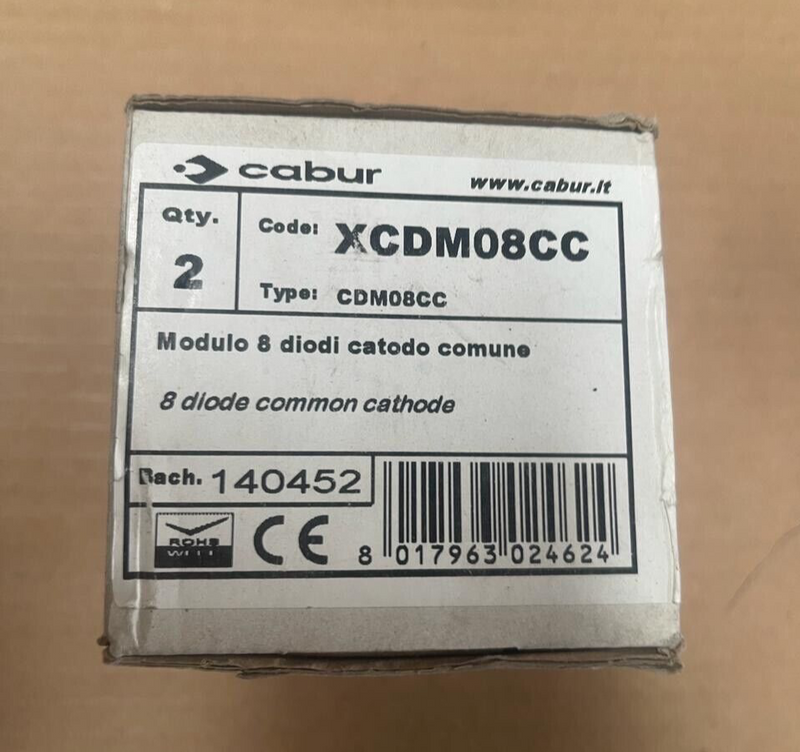 cabur
www.cabur.it
Qty.
2
Code: XCDM08CC
Type: CDM08CC
Modulo 8 diodi catodo comune
8 diode common cathode
Bach. 140452
ROHS
CE
8 017963 024624